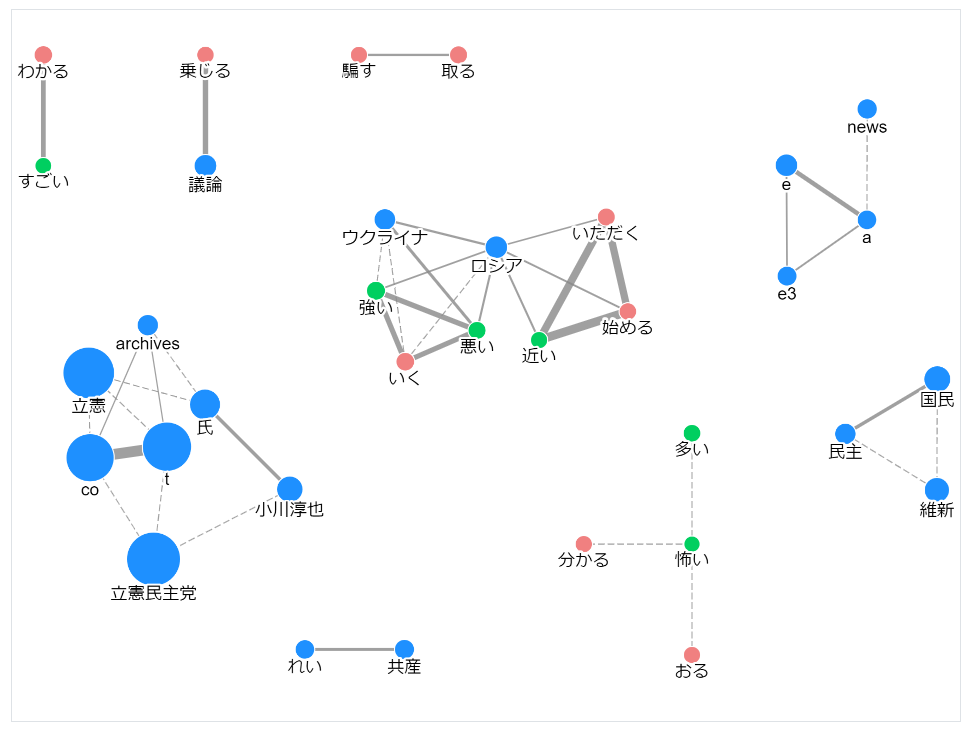 わかる
乗じる
騙す
取る
news
すごい
議論
e
ウクライナ
いただく
a
ロシア
e3
強い
始める
archives
悪い
近い
いく
立憲
国民
氏
多い
民主
t
co
小川淳也
維新
分かる
怖い
立憲民主党
れい
共産
おる